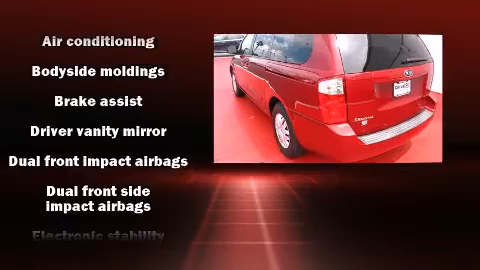 Air conditioning
Bodyside moldings
Brake assist
Driver vanity mirror
Dual front impact airbags
Dual front side
impact airbags
Electronic stability